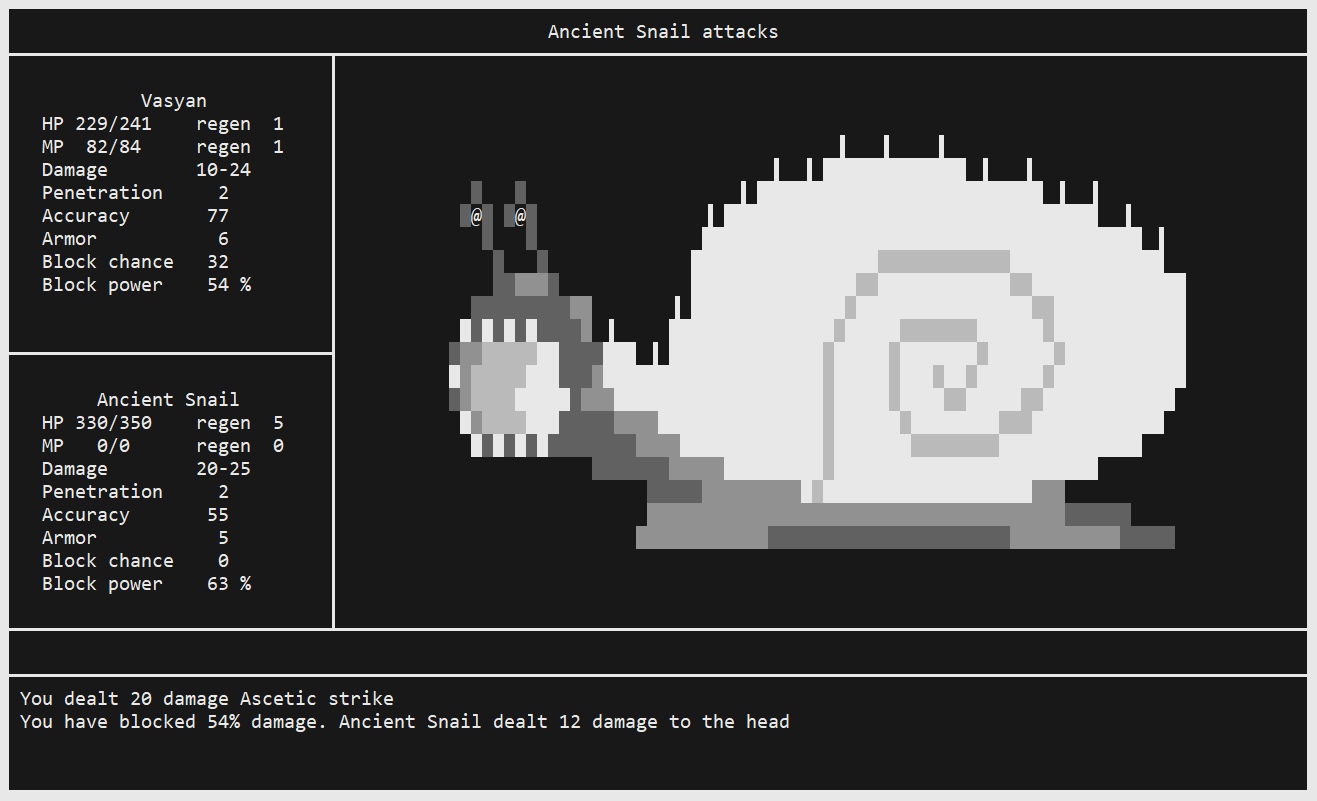 Ancient Snail attacks
Vasyan
HP 229/241 regen 1
MP 82/84 regen 1
Damage 10-24
Penetration 2
Accuracy 77
Armor 6
Block chance 32
Block power 54 %
@ @
Ancient Snail
HP 330/350 regen 5
MP 0/0 regen 0
Damage 20-25
Penetration 2
Accuracy 55
Armor 5
Block chance 0
Block power 63 %
You dealt 20 damage Ascetic strike
You have blocked 54% damage. Ancient Snail dealt 12 damage to the head